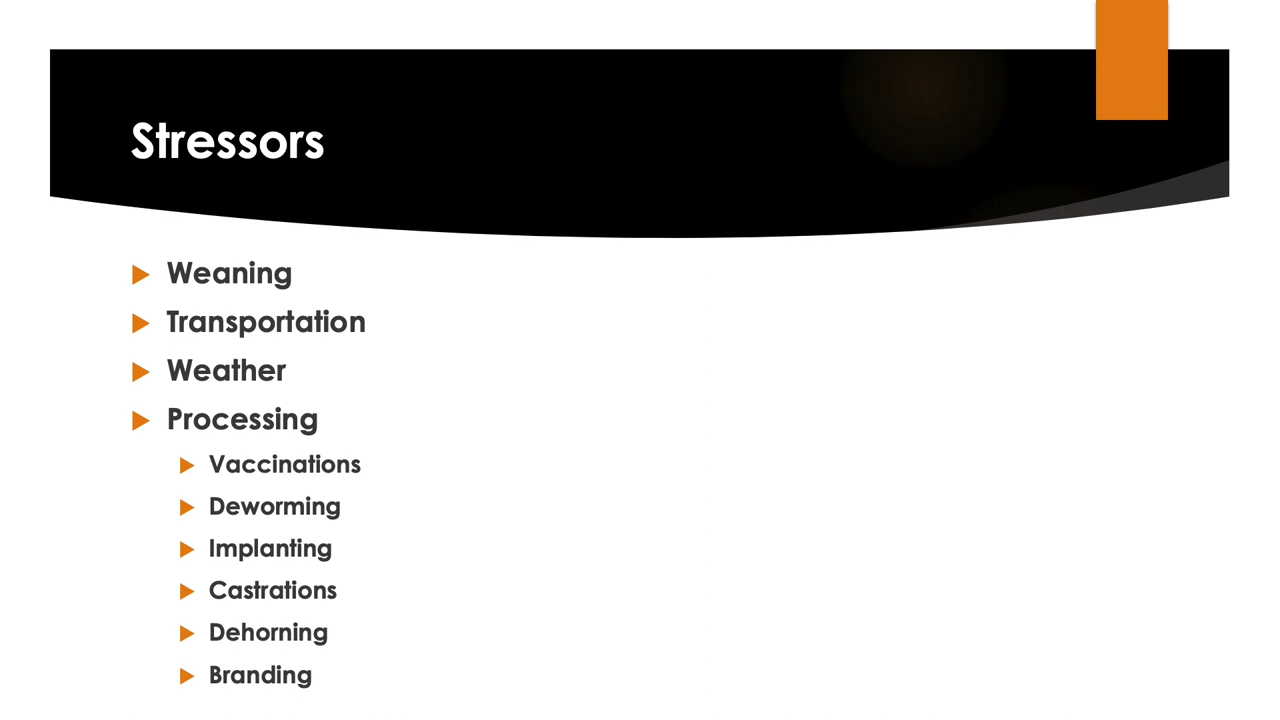 Stressors
Weaning
Transportation
Weather
Processing
Vaccinations
Deworming
Implanting
Castrations
Dehorning
Branding